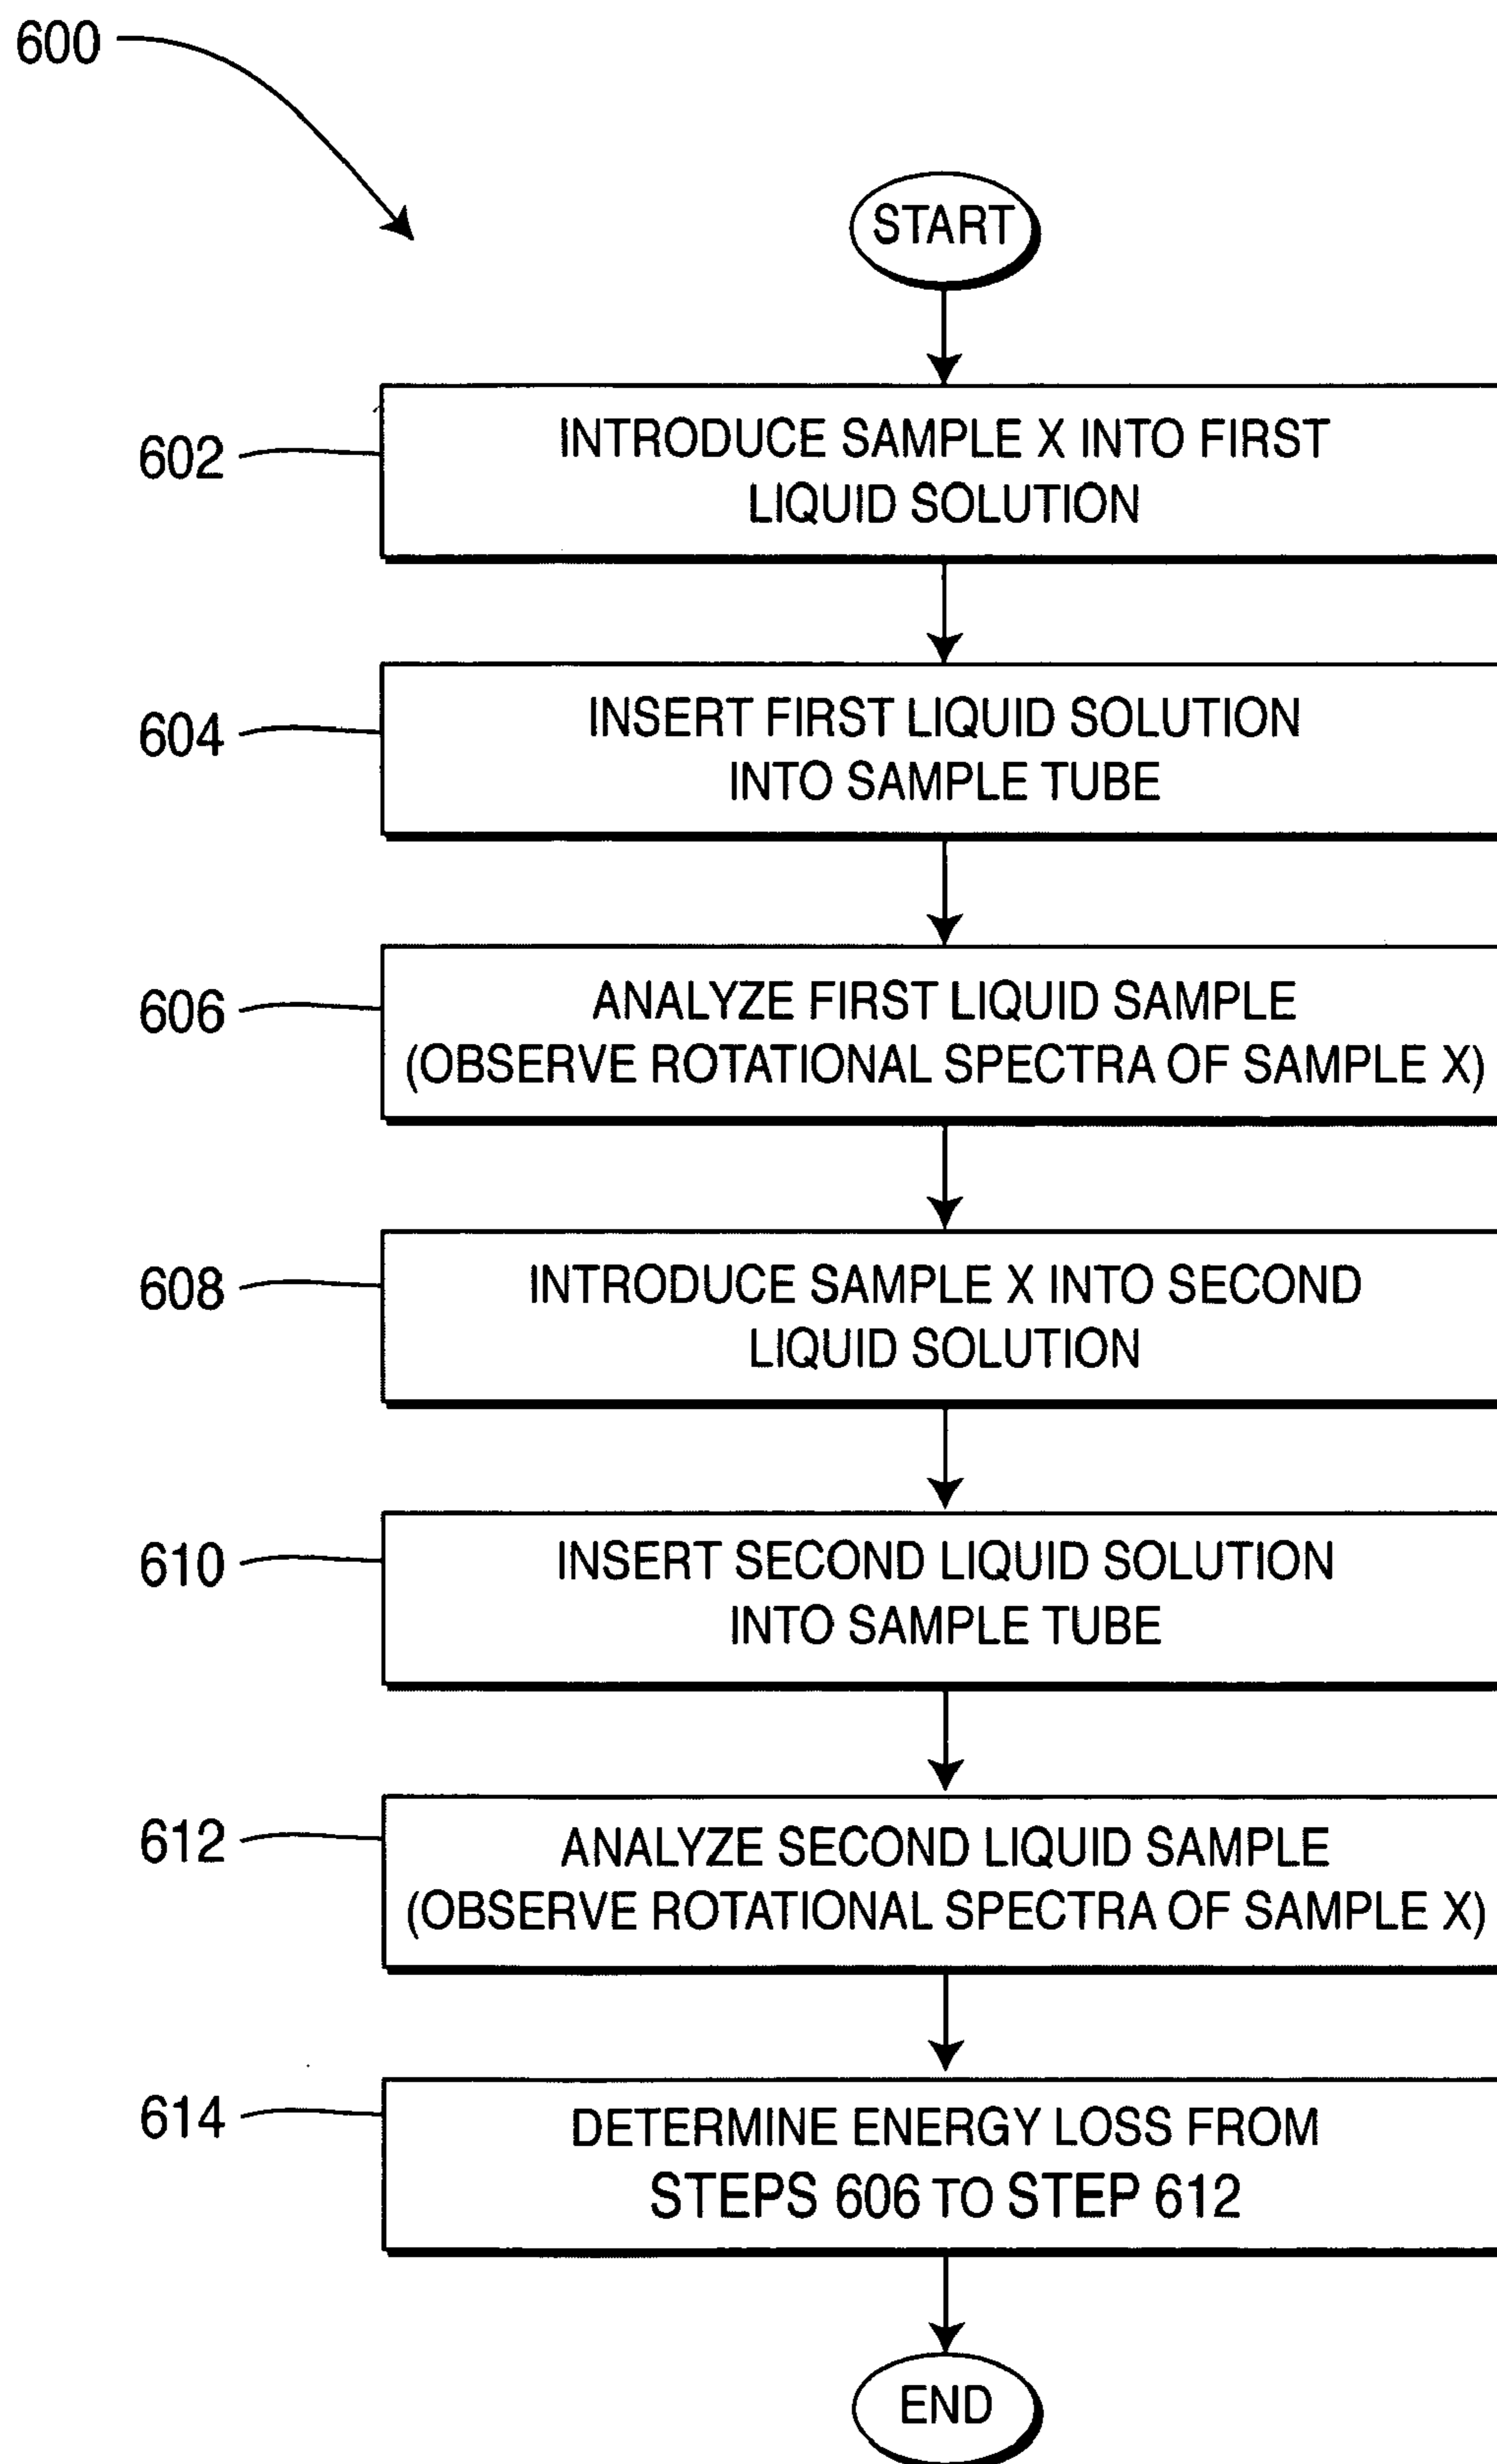 600
START
602
INTRODUCE SAMPLE X INTO FIRST
LIQUID SOLUTION
604
INSERT FIRST LIQUID SOLUTION
INTO SAMPLE TUBE
606
ANALYZE FIRST LIQUID SAMPLE
(OBSERVE ROTATIONAL SPECTRA OF SAMPLE X)
608
INTRODUCE SAMPLE X INTO SECOND
LIQUID SOLUTION
610
INSERT SECOND LIQUID SOLUTION
INTO SAMPLE TUBE
612
ANALYZE SECOND LIQUID SAMPLE
(OBSERVE ROTATIONAL SPECTRA OF SAMPLE X)
614
DETERMINE ENERGY LOSS FROM
STEPS 606 TO STEP 612
END